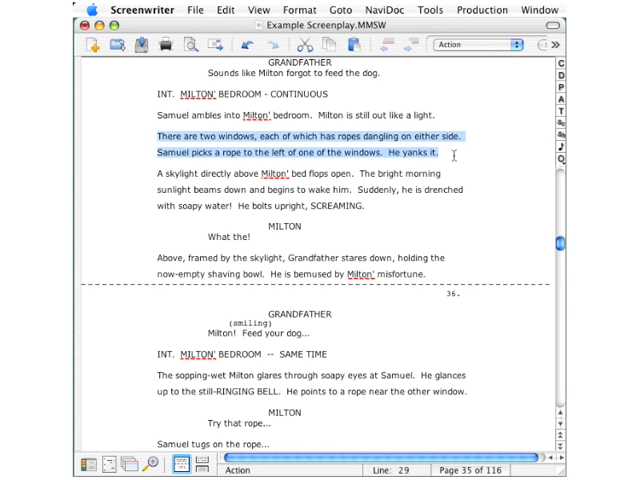 Screenwriter File Edit View Format Goto NaviDoc Tools Production Window
Example Screenplay.MMSW
Action
GRANDFATHER
Sounds like Milton forgot to feed the dog.
INT. MILTON' BEDROOM - CONTINUOUS
Samuel ambles into Milton' bedroom. Milton is still out like a light.
There are two windows, each of which has ropes dangling on either side.
Samuel picks a rope to the left of one of the windows. He yanks it.
A skylight directly above Milton' bed flops open. The bright morning
sunlight beams down and begins to wake him. Suddenly, he is drenched
with soapy water! He bolts upright, SCREAMING.
MILTON
What the!
Above, framed by the skylight, Grandfather stares down, holding the
now-empty shaving bowl. He is bemused by Milton' misfortune.
36.
GRANDFATHER
(smiling)
Milton! Feed your dog...
INT. MILTON' BEDROOM -- SAME TIME
The sopping-wet Milton glares through soapy eyes at Samuel. He glances
up to the still-RINGING BELL. He points to a rope near the other window.
MILTON
Try that rope...
Samuel tugs on the rope...
C
D
P
A
T
Action Line: 29 Page 35 of 116